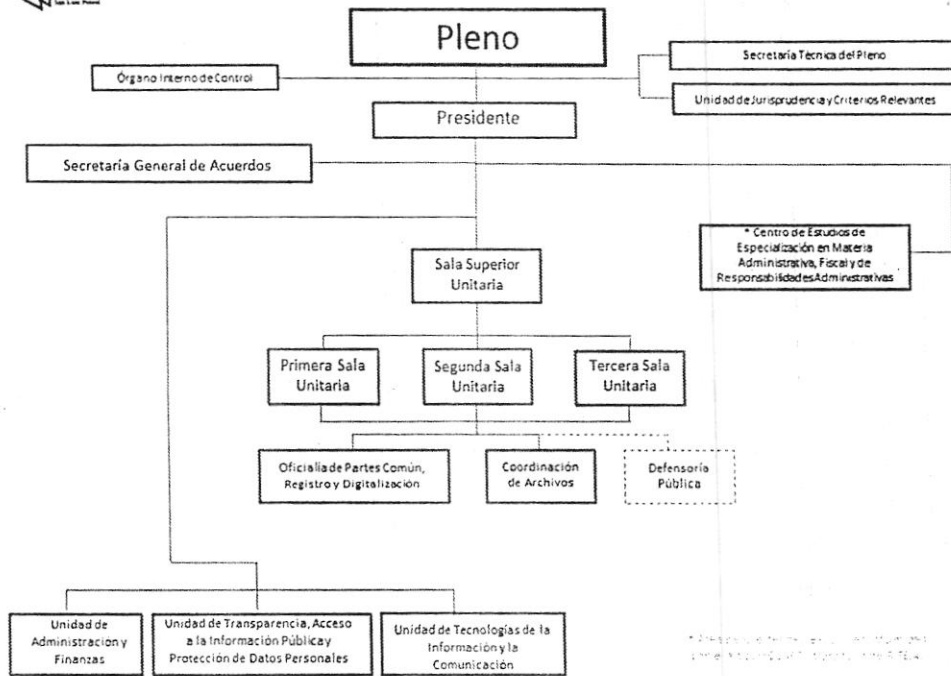 Pleno
Órgano Interno de Control
Secretaría Técnica del Pleno
Unidad de Jurisprudencia y Criterios Relevantes
Presidente
Secretaría General de Acuerdos
* Centro de Estudios de
Especialización en Materia
Administrativa, Fiscal y de
Responsabilidades Administrativas
Sala Superior
Unitaria
Primera Sala
Unitaria
Segunda Sala
Unitaria
Tercera Sala
Unitaria
Oficialía de Partes Común,
Registro y Digitalización
Coordinación
de Archivos
Defensoría
Pública
Unidad de
Administración y
Finanzas
Unidad de Transparencia, Acceso
a la Información Pública y
Protección de Datos Personales
Unidad de Tecnologías de la
Información y la
Comunicación